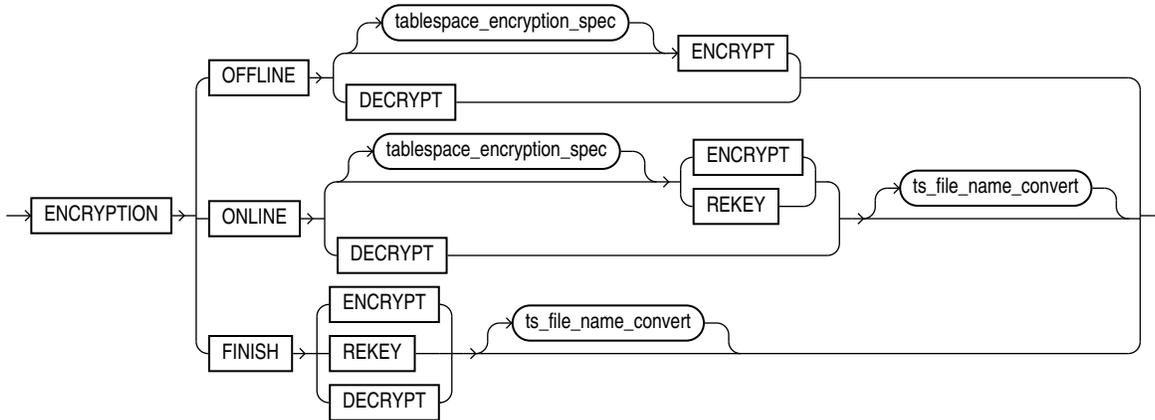 tablespace_encryption_spec
ENCRYPT
OFFLINE
DECRYPT
tablespace_encryption_spec
ENCRYPT
REKEY
ts_file_name_convert
ENCRYPTION
ONLINE
DECRYPT
ENCRYPT
ts_file_name_convert
FINISH
REKEY
DECRYPT